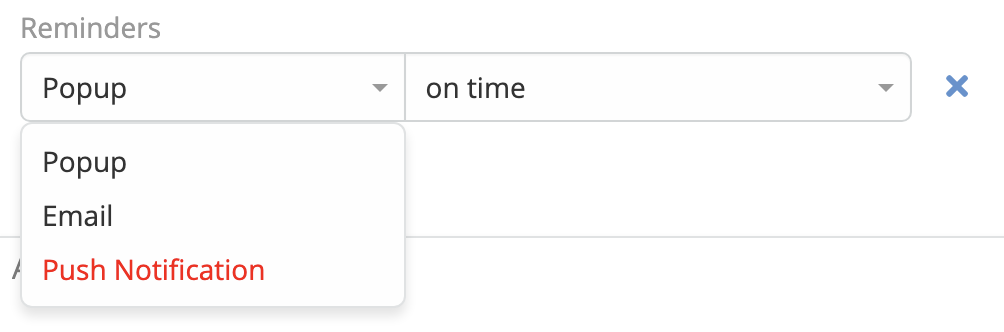 Reminders
Popup
on time
Popup
Email
Push Notification